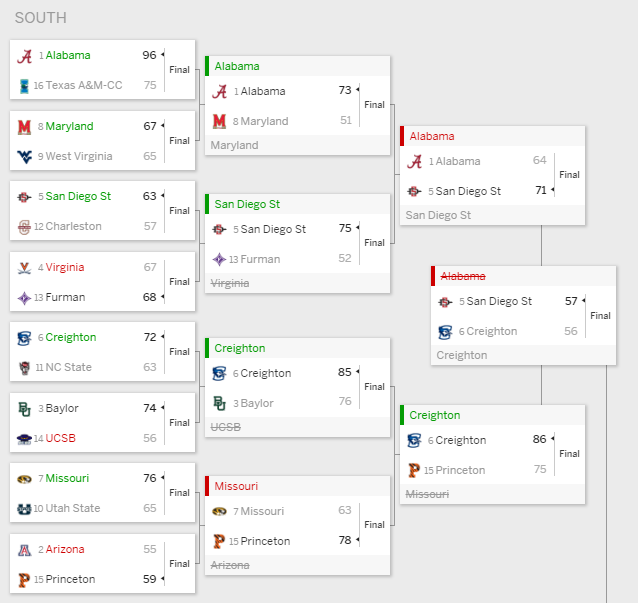 SOUTH
1 Alabama 96
16 Texas A&M-CC 75
Final
8 Maryland 67
9 West Virginia 65
Final
5 San Diego St 63
12 Charleston 57
Final
4 Virginia 67
13 Furman 68
Final
6 Creighton 72
11 NC State 63
Final
3 Baylor 74
14 UCSB 56
Final
7 Missouri 76
10 Utah State 65
Final
2 Arizona 55
15 Princeton 59
Final
Alabama
1 Alabama 73
8 Maryland 51
Final
Maryland
San Diego St
5 San Diego St 75
13 Furman 52
Final
Virginia
Creighton
6 Creighton 85
3 Baylor 76
Final
UCSB
Missouri
7 Missouri 63
15 Princeton 78
Final
Arizona
Alabama
1 Alabama 64
5 San Diego St 71
Final
San Diego St
Alabama
5 San Diego St 57
6 Creighton 56
Final
Creighton
Creighton
6 Creighton 86
15 Princeton 75
Final
Missouri